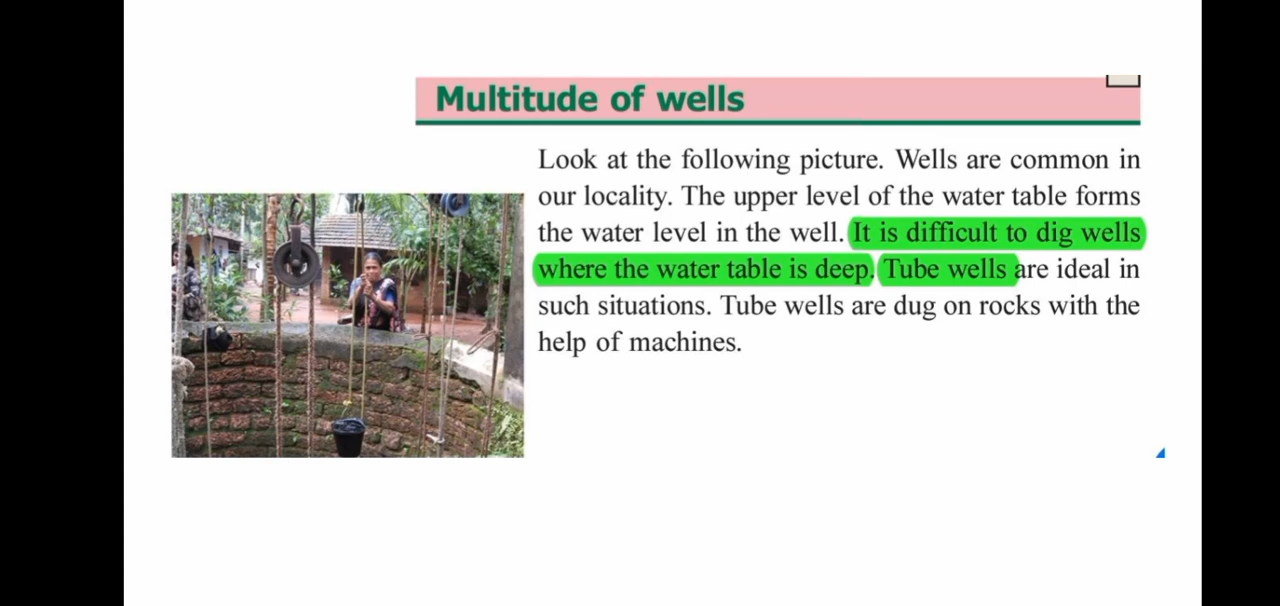 Multitude of wells
Look at the following picture. Wells are common in
our locality. The upper level of the water table forms
the water level in the well. It is difficult to dig wells
where the water table is deep. Tube wells are ideal in
such situations. Tube wells are dug on rocks with the
help of machines.